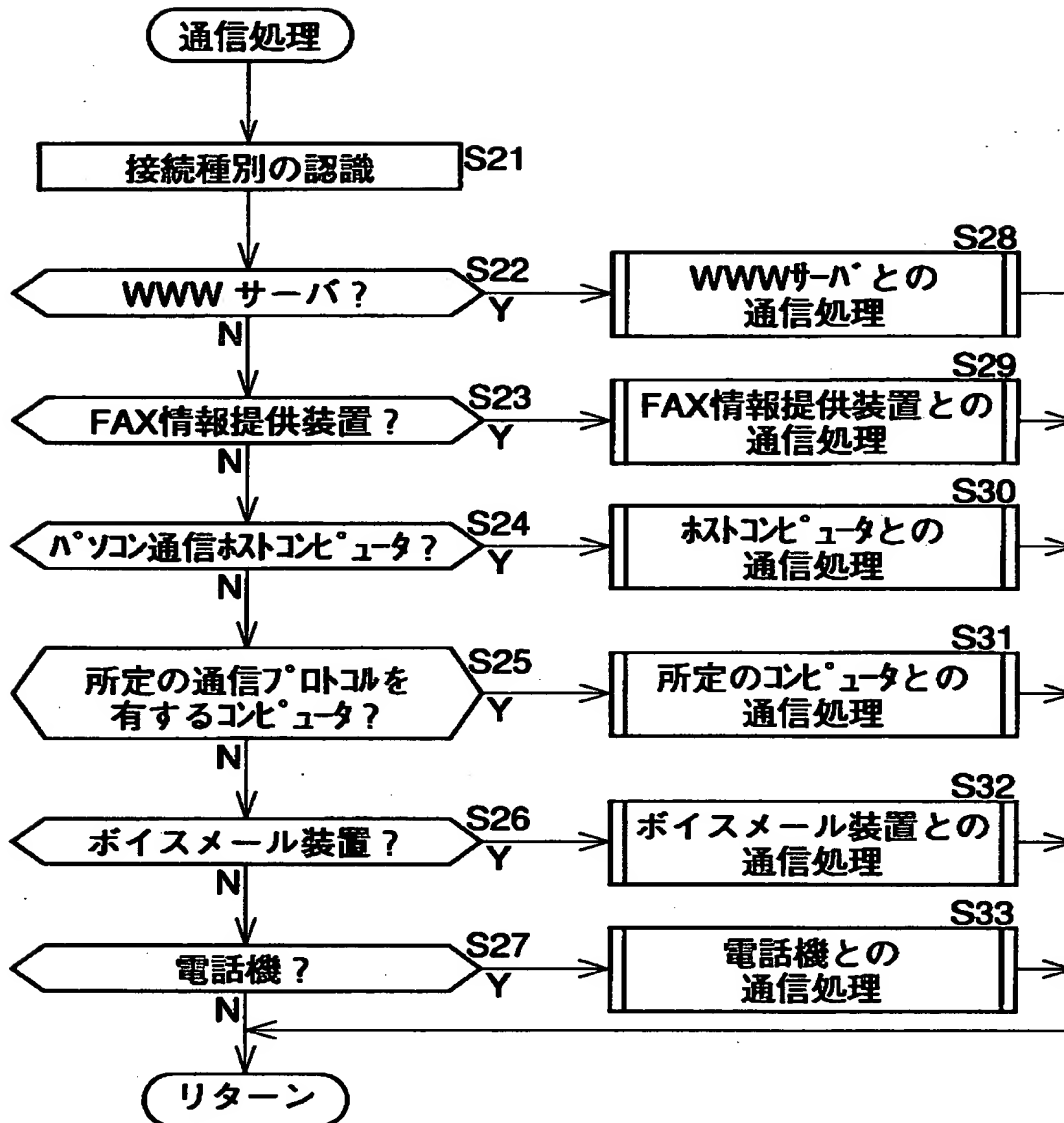 通信処理
接続種別の認識
S21
WWW サーバ?
S22
Y
N
S28
WWWサーバとの
通信処理
FAX情報提供装置?
S23
Y
N
S29
FAX情報提供装置との
通信処理
パソコン通信ホストコンピュータ?
S24
Y
N
S30
ホストコンピュータとの
通信処理
所定の通信プロトコルを
有するコンピュータ?
S25
Y
N
S31
所定のコンピュータとの
通信処理
ボイスメール装置?
S26
Y
N
S32
ボイスメール装置との
通信処理
電話機?
S27
Y
N
S33
電話機との
通信処理
リターン